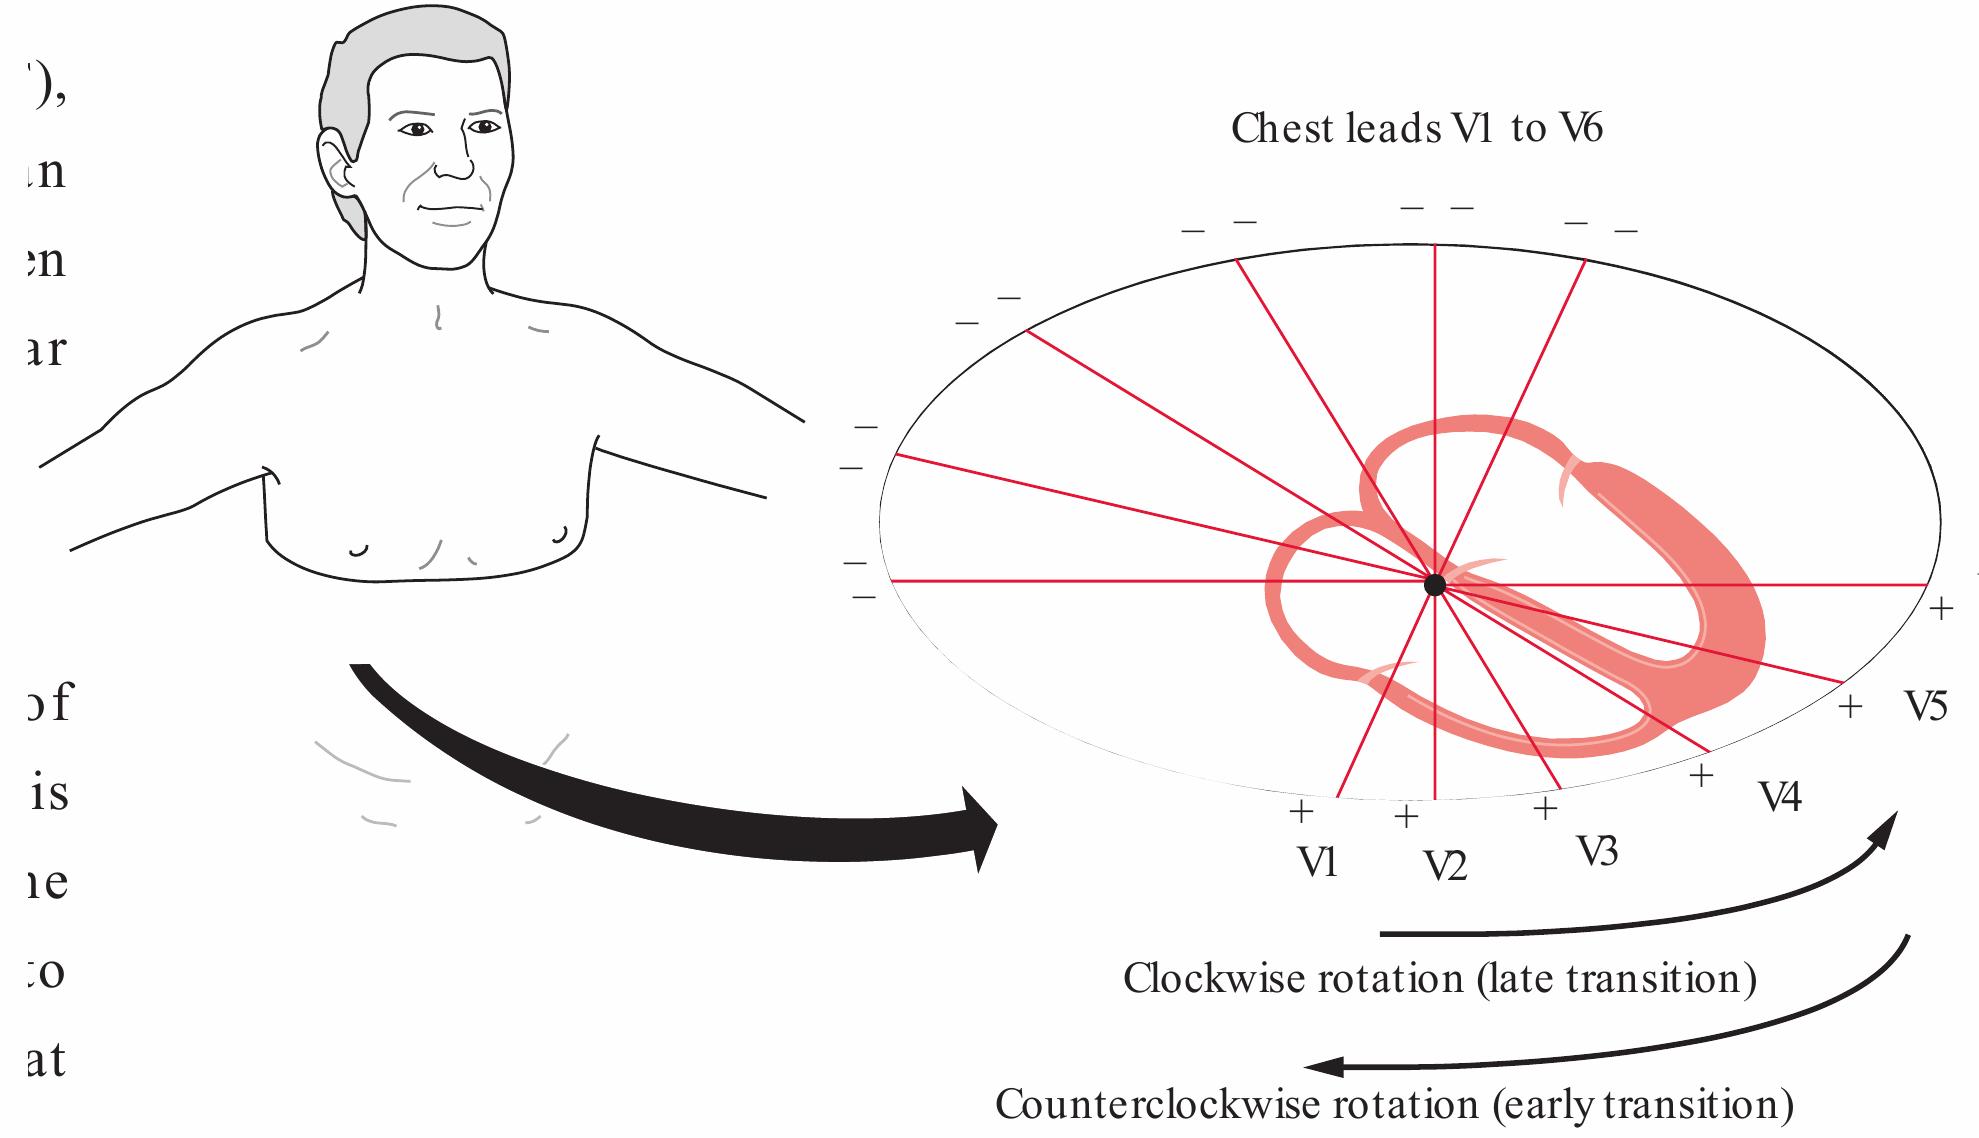 ),
in
en
ar
of
is
ne
to
at
Chest leads V1 to V6
– –
– –
– –
– –
–
–
–
–
–
–
+
+ V5
+
V4
+ + +
V1 V2 V3
Clockwise rotation (late transition)
Counterclockwise rotation (early transition)